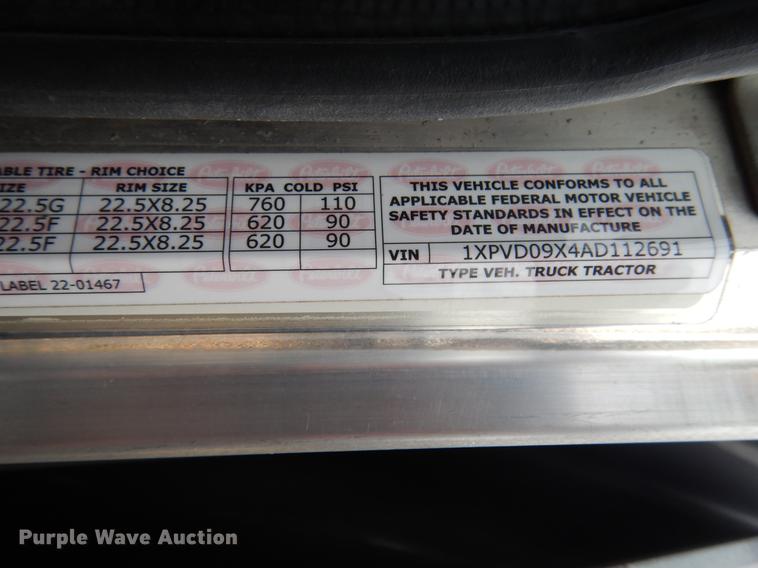 ABLE TIRE - RIM CHOICE
IZE RIM SIZE KPA COLD PSI
22.5G 22.5X8.25 760 110
22.5F 22.5X8.25 620 90
22.5F 22.5X8.25 620 90
LABEL 22-01467
THIS VEHICLE CONFORMS TO ALL
APPLICABLE FEDERAL MOTOR VEHICLE
SAFETY STANDARDS IN EFFECT ON THE
DATE OF MANUFACTURE
VIN 1XPVD09X4AD112691
TYPE VEH. TRUCK TRACTOR
Purple Wave Auction